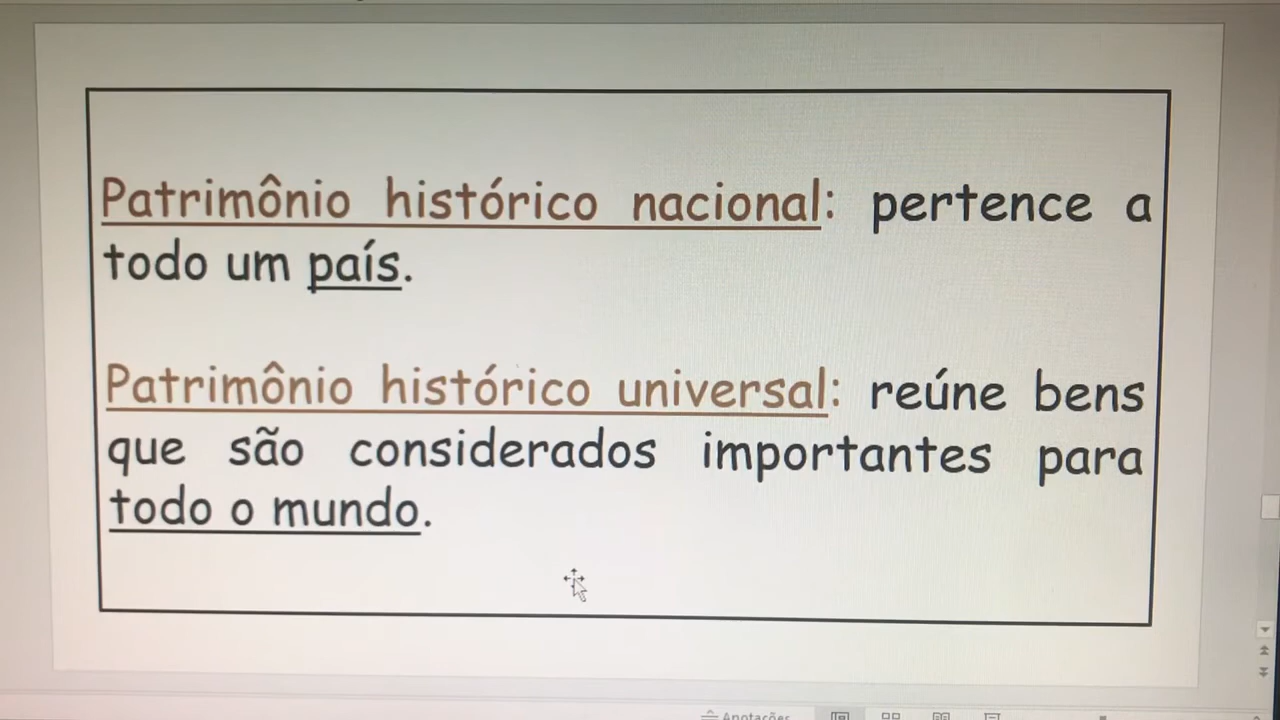 Patrimônio histórico nacional: pertence a
todo um país.
Patrimônio histórico universal: reúne bens
que são considerados importantes para
todo o mundo.
Anotações